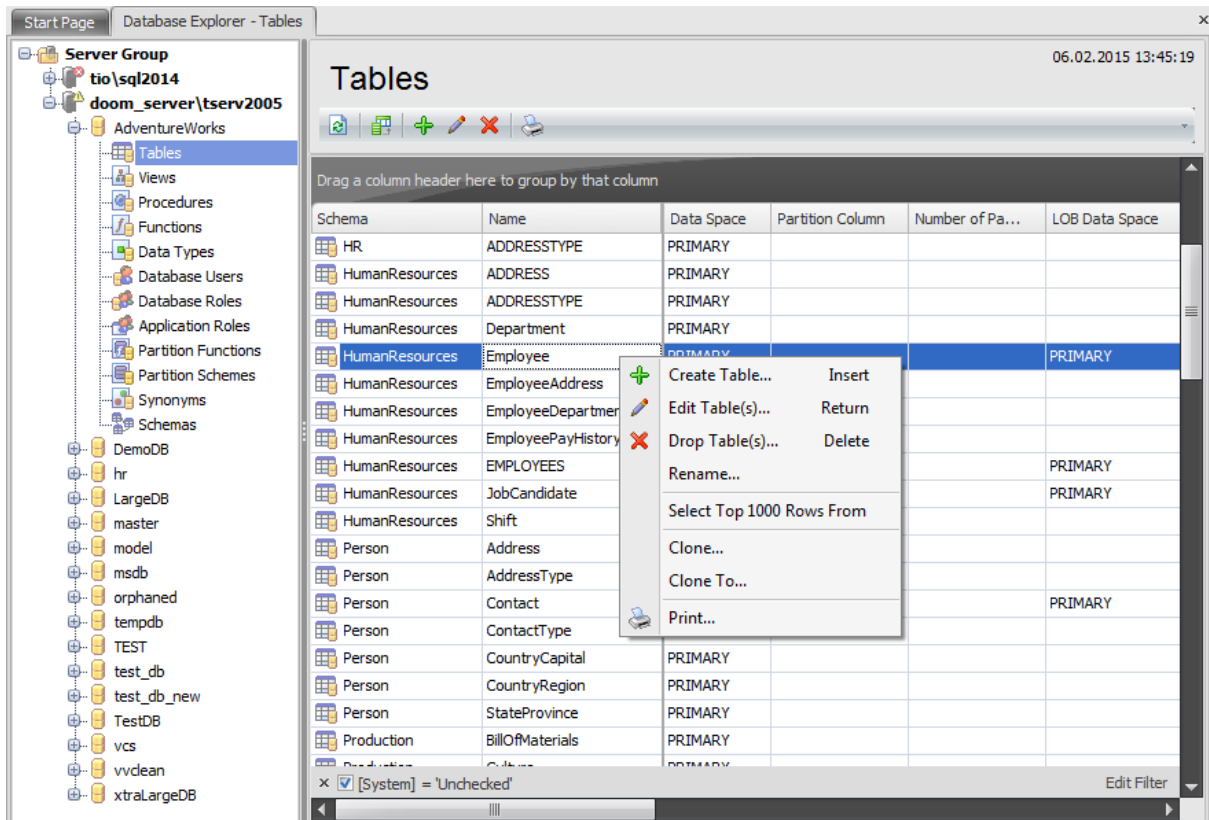 Start Page
Database Explorer - Tables
Server Group
tio\sql2014
doom_server\tserv2005
AdventureWorks
Tables
Views
Procedures
Functions
Data Types
Database Users
Database Roles
Application Roles
Partition Functions
Partition Schemes
Synonyms
Schemas
DemoDB
hr
LargeDB
master
model
msdb
orphaned
tempdb
TEST
test_db
test_db_new
TestDB
vcs
vvclean
xtraLargeDB
06.02.2015 13:45:19
Tables
Drag a column header here to group by that column
Schema Name Data Space Partition Column Number of Pa... LOB Data Space
HR ADDRESSTYPE PRIMARY
HumanResources ADDRESS PRIMARY
HumanResources ADDRESSTYPE PRIMARY
HumanResources Department PRIMARY
HumanResources Employee PRIMARY PRIMARY
HumanResources EmployeeAddress
HumanResources EmployeeDepartmen
HumanResources EmployeePayHistory
HumanResources EMPLOYEES PRIMARY
HumanResources JobCandidate PRIMARY
HumanResources Shift
Person Address
Person AddressType
Person Contact PRIMARY
Person ContactType
Person CountryCapital PRIMARY
Person CountryRegion PRIMARY
Person StateProvince PRIMARY
Production BillOfMaterials PRIMARY
Production Culture PRIMARY
Create Table... Insert
Edit Table(s)... Return
Drop Table(s)... Delete
Rename...
Select Top 1000 Rows From
Clone...
Clone To...
Print...
[System] = 'Unchecked'
Edit Filter